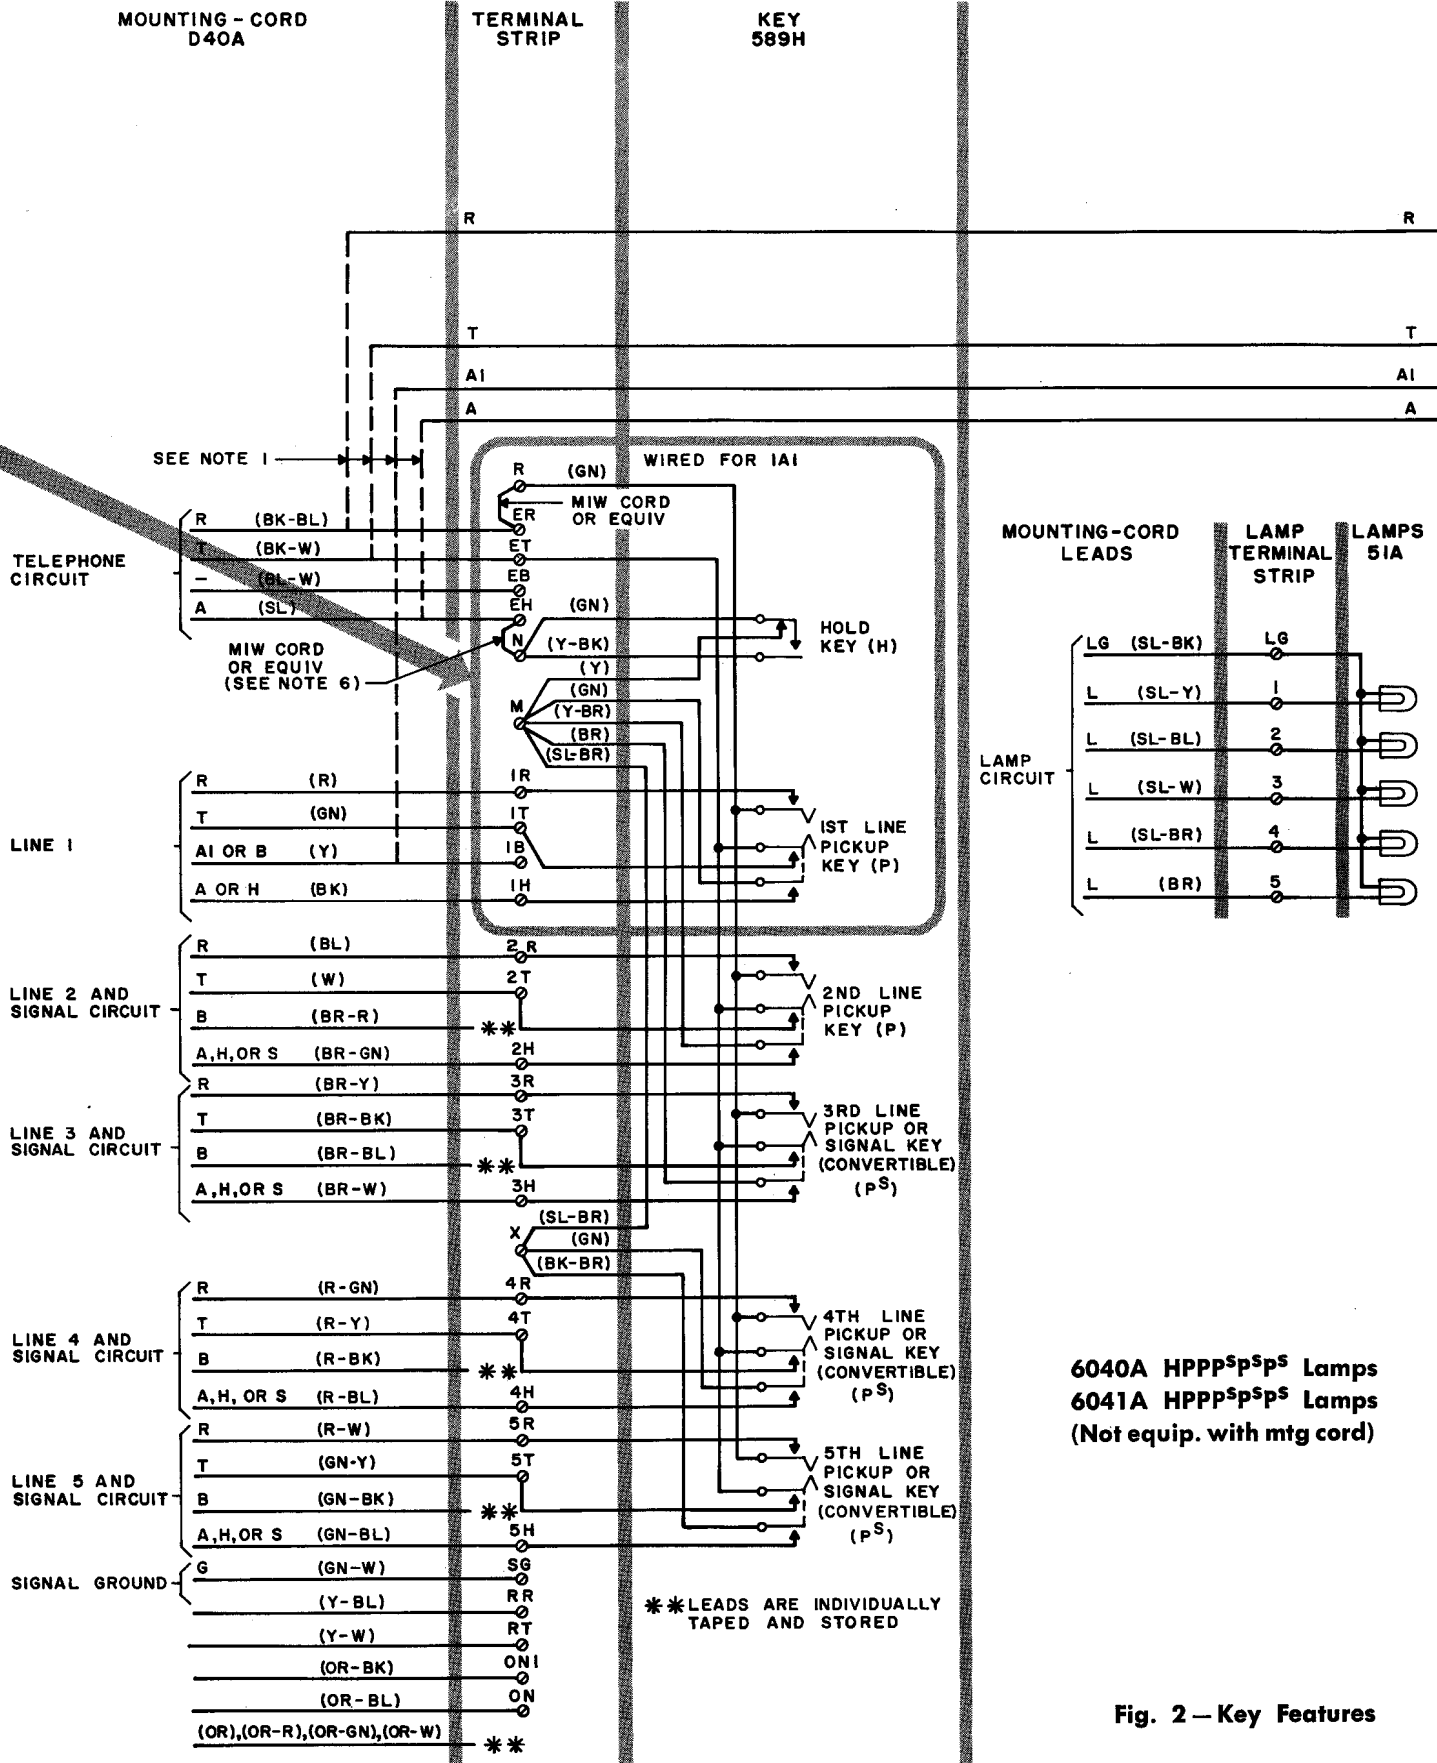 MOUNTING-CORD
D40A
TERMINAL
STRIP
KEY
589H
R
R
T
T
A1
A1
A
A
SEE NOTE 1
WIRED FOR 1A1
R
(GN)
MIW CORD
OR EQUIV
TELEPHONE
CIRCUIT
R (BK-BL) ER
T (BK-W) ET
– (BL-W) EB
A (SL) EH
(GN)
N
(Y-BK)
HOLD
KEY (H)
MIW CORD
OR EQUIV
(SEE NOTE 6)
(Y)
(GN)
M
(Y-BR)
(BR)
(SL-BR)
LINE 1
R (R) 1R
T (GN) 1T
A1 OR B (Y) 1B
A OR H (BK) 1H
1ST LINE
PICKUP
KEY (P)
LINE 2 AND
SIGNAL CIRCUIT
R (BL) 2R
T (W) 2T
B (BR-R) **
A,H,OR S (BR-GN) 2H
2ND LINE
PICKUP
KEY (P)
LINE 3 AND
SIGNAL CIRCUIT
R (BR-Y) 3R
T (BR-BK) 3T
B (BR-BL) **
A,H,OR S (BR-W) 3H
3RD LINE
PICKUP OR
SIGNAL KEY
(CONVERTIBLE)
(PS)
X
(SL-BR)
(GN)
(BK-BR)
LINE 4 AND
SIGNAL CIRCUIT
R (R-GN) 4R
T (R-Y) 4T
B (R-BK) **
A,H, OR S (R-BL) 4H
4TH LINE
PICKUP OR
SIGNAL KEY
(CONVERTIBLE)
(PS)
LINE 5 AND
SIGNAL CIRCUIT
R (R-W) 5R
T (GN-Y) 5T
B (GN-BK) **
A,H,OR S (GN-BL) 5H
5TH LINE
PICKUP OR
SIGNAL KEY
(CONVERTIBLE)
(PS)
SIGNAL GROUND
G (GN-W) SG
(Y-BL) RR
(Y-W) RT
(OR-BK) ON1
(OR-BL) ON
(OR),(OR-R),(OR-GN),(OR-W) **
**LEADS ARE INDIVIDUALLY
TAPED AND STORED
MOUNTING-CORD
LEADS
LAMP
TERMINAL
STRIP
LAMPS
51A
LAMP
CIRCUIT
LG (SL-BK) LG
L (SL-Y) 1
L (SL-BL) 2
L (SL-W) 3
L (SL-BR) 4
L (BR) 5
6040A HPPPSPSPS Lamps
6041A HPPPSPSPS Lamps
(Not equip. with mtg cord)
Fig. 2—Key Features